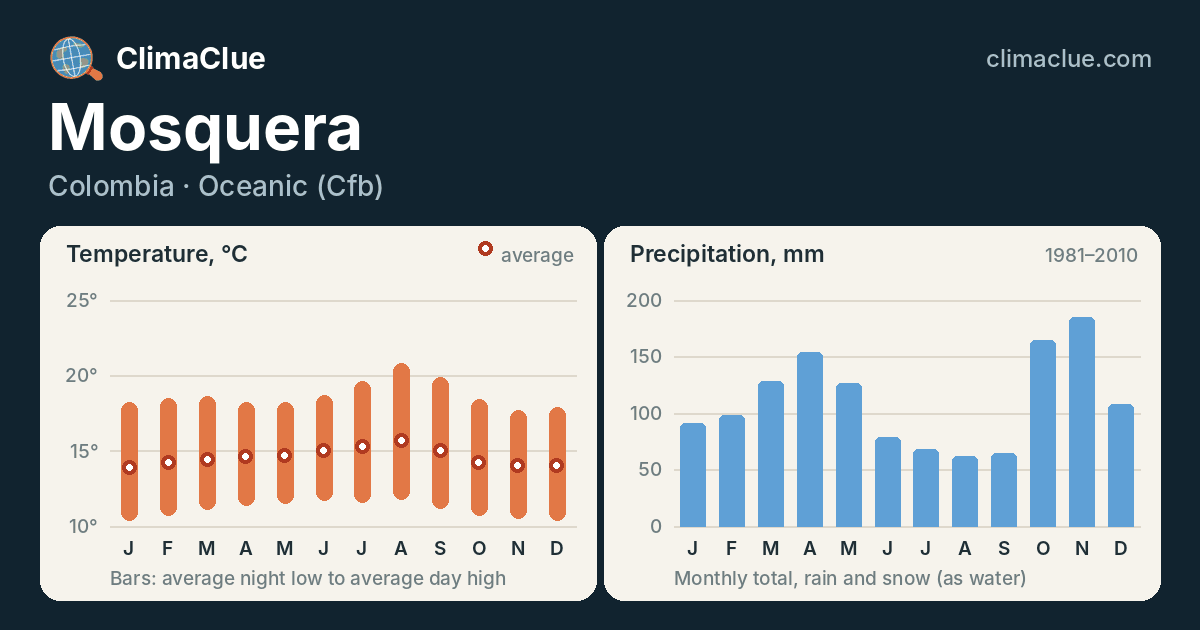 ClimaClue
climaclue.com
Mosquera
Colombia · Oceanic (Cfb)
Temperature, °C
average
25°
20°
15°
10°
J F M A M J J A S O N D
Bars: average night low to average day high
Precipitation, mm
1981–2010
200
150
100
50
0
J F M A M J J A S O N D
Monthly total, rain and snow (as water)